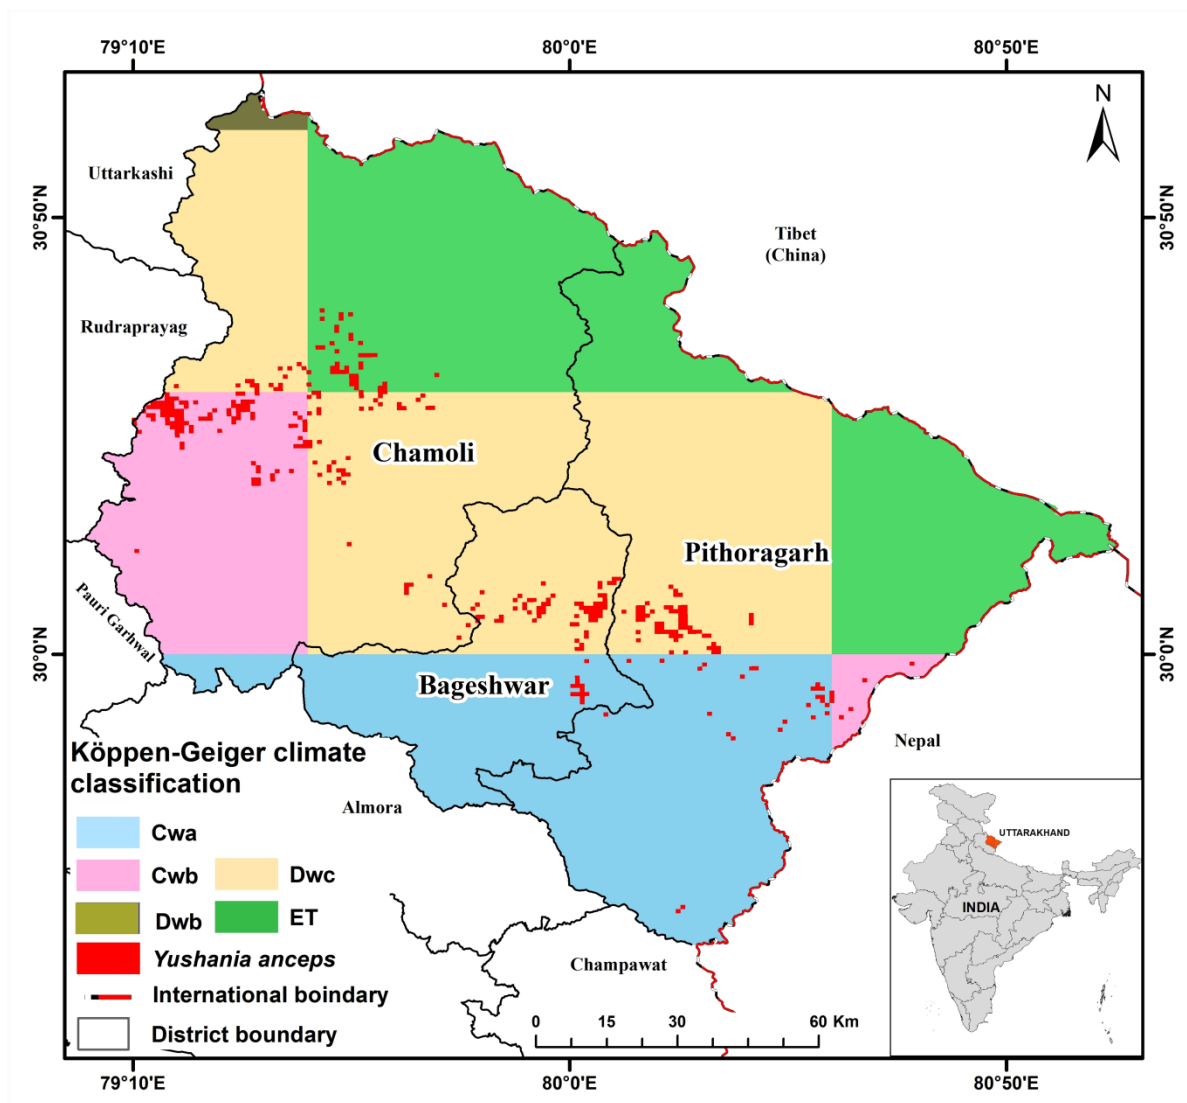 79°10'E
80°0'E
80°50'E
N
Uttarkashi
30°50'N
30°50'N
Tibet
(China)
Rudraprayag
Chamoli
Pithoragarh
Pauri Garhwal
30°0'N
30°0'N
Bageshwar
Nepal
Köppen-Geiger climate
classification
Almora
Cwa
Cwb
Dwc
Dwb
ET
Yushania anceps
International boindary
District boundary
Champawat
0 15 30 60 Km
UTTARAKHAND
INDIA
79°10'E
80°0'E
80°50'E